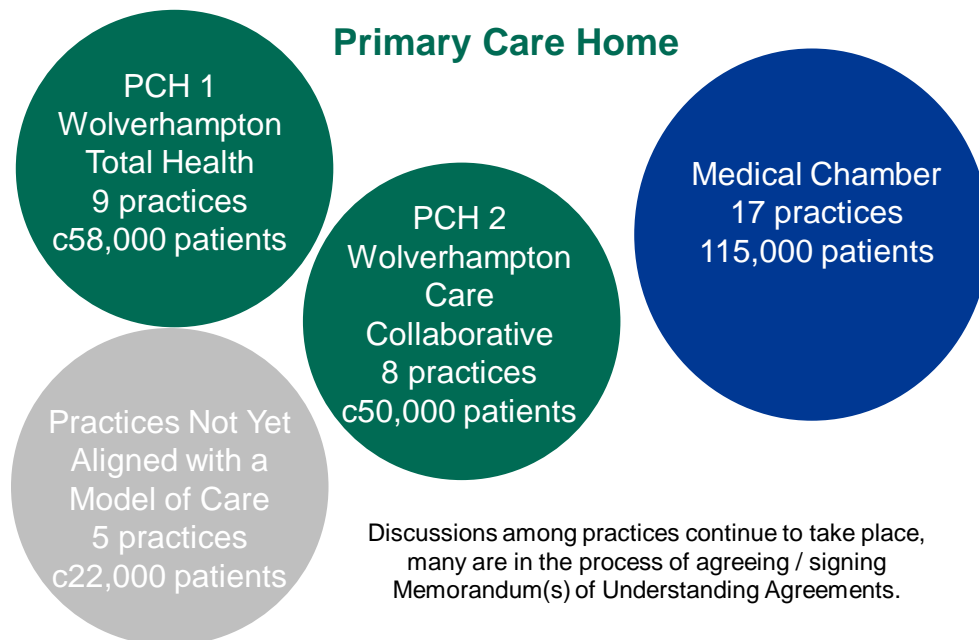 Primary Care Home
PCH 1
Wolverhampton
Total Health
9 practices
c58,000 patients
PCH 2
Wolverhampton
Care
Collaborative
8 practices
c50,000 patients
Medical Chamber
17 practices
115,000 patients
Practices Not Yet
Aligned with a
Model of Care
5 practices
c22,000 patients
Discussions among practices continue to take place,
many are in the process of agreeing / signing
Memorandum(s) of Understanding Agreements.